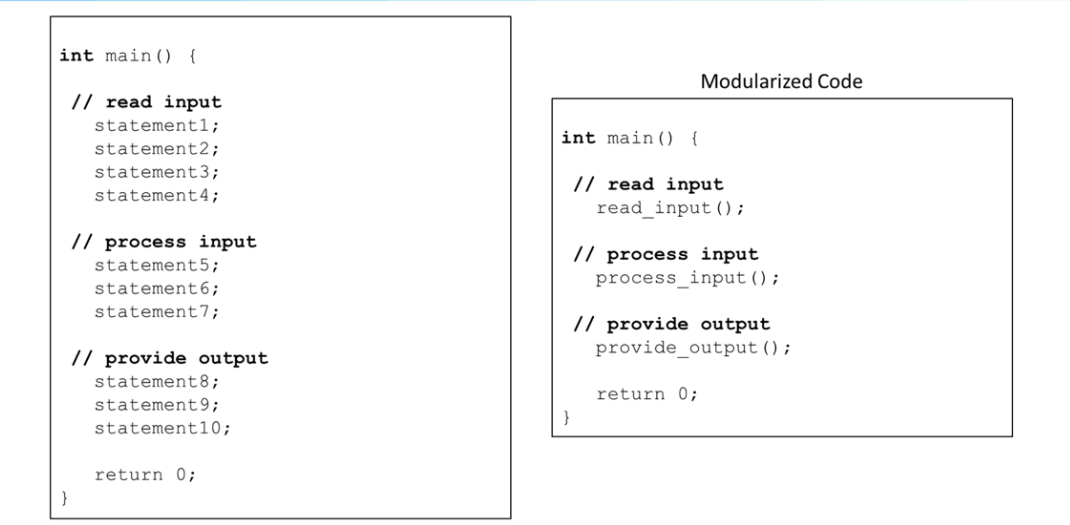 int main() {
// read input
statement1;
statement2;
statement3;
statement4;
// process input
statement5;
statement6;
statement7;
// provide output
statement8;
statement9;
statement10;
return 0;
}
Modularized Code
int main() {
// read input
read_input();
// process input
process_input();
// provide output
provide_output();
return 0;
}